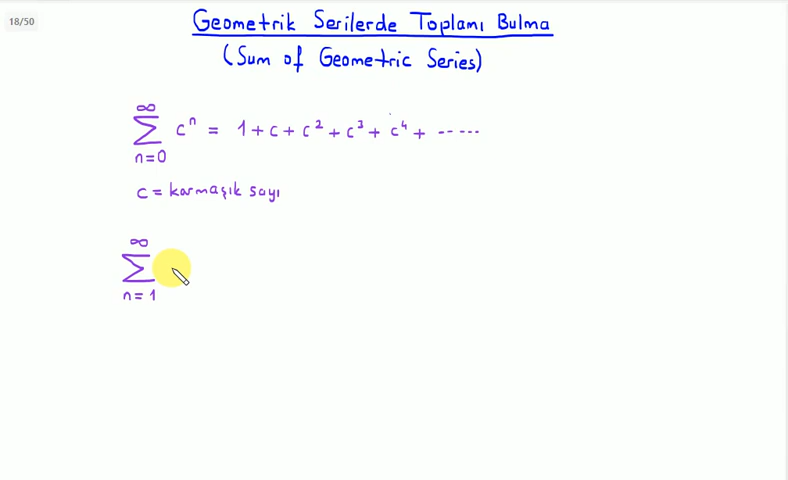 18/50
Geometrik Serilerde Toplamı Bulma
(Sum of Geometric Series)
∞
∑ cⁿ = 1 + c + c² + c³ + c⁴ + ------
n=0
c = karmaşık sayı
∞
∑
n = 1